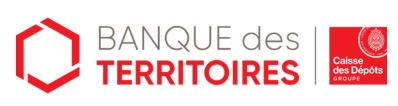 BANQUE des
TERRITOIRES
Caisse
des Dépôts
GROUPE